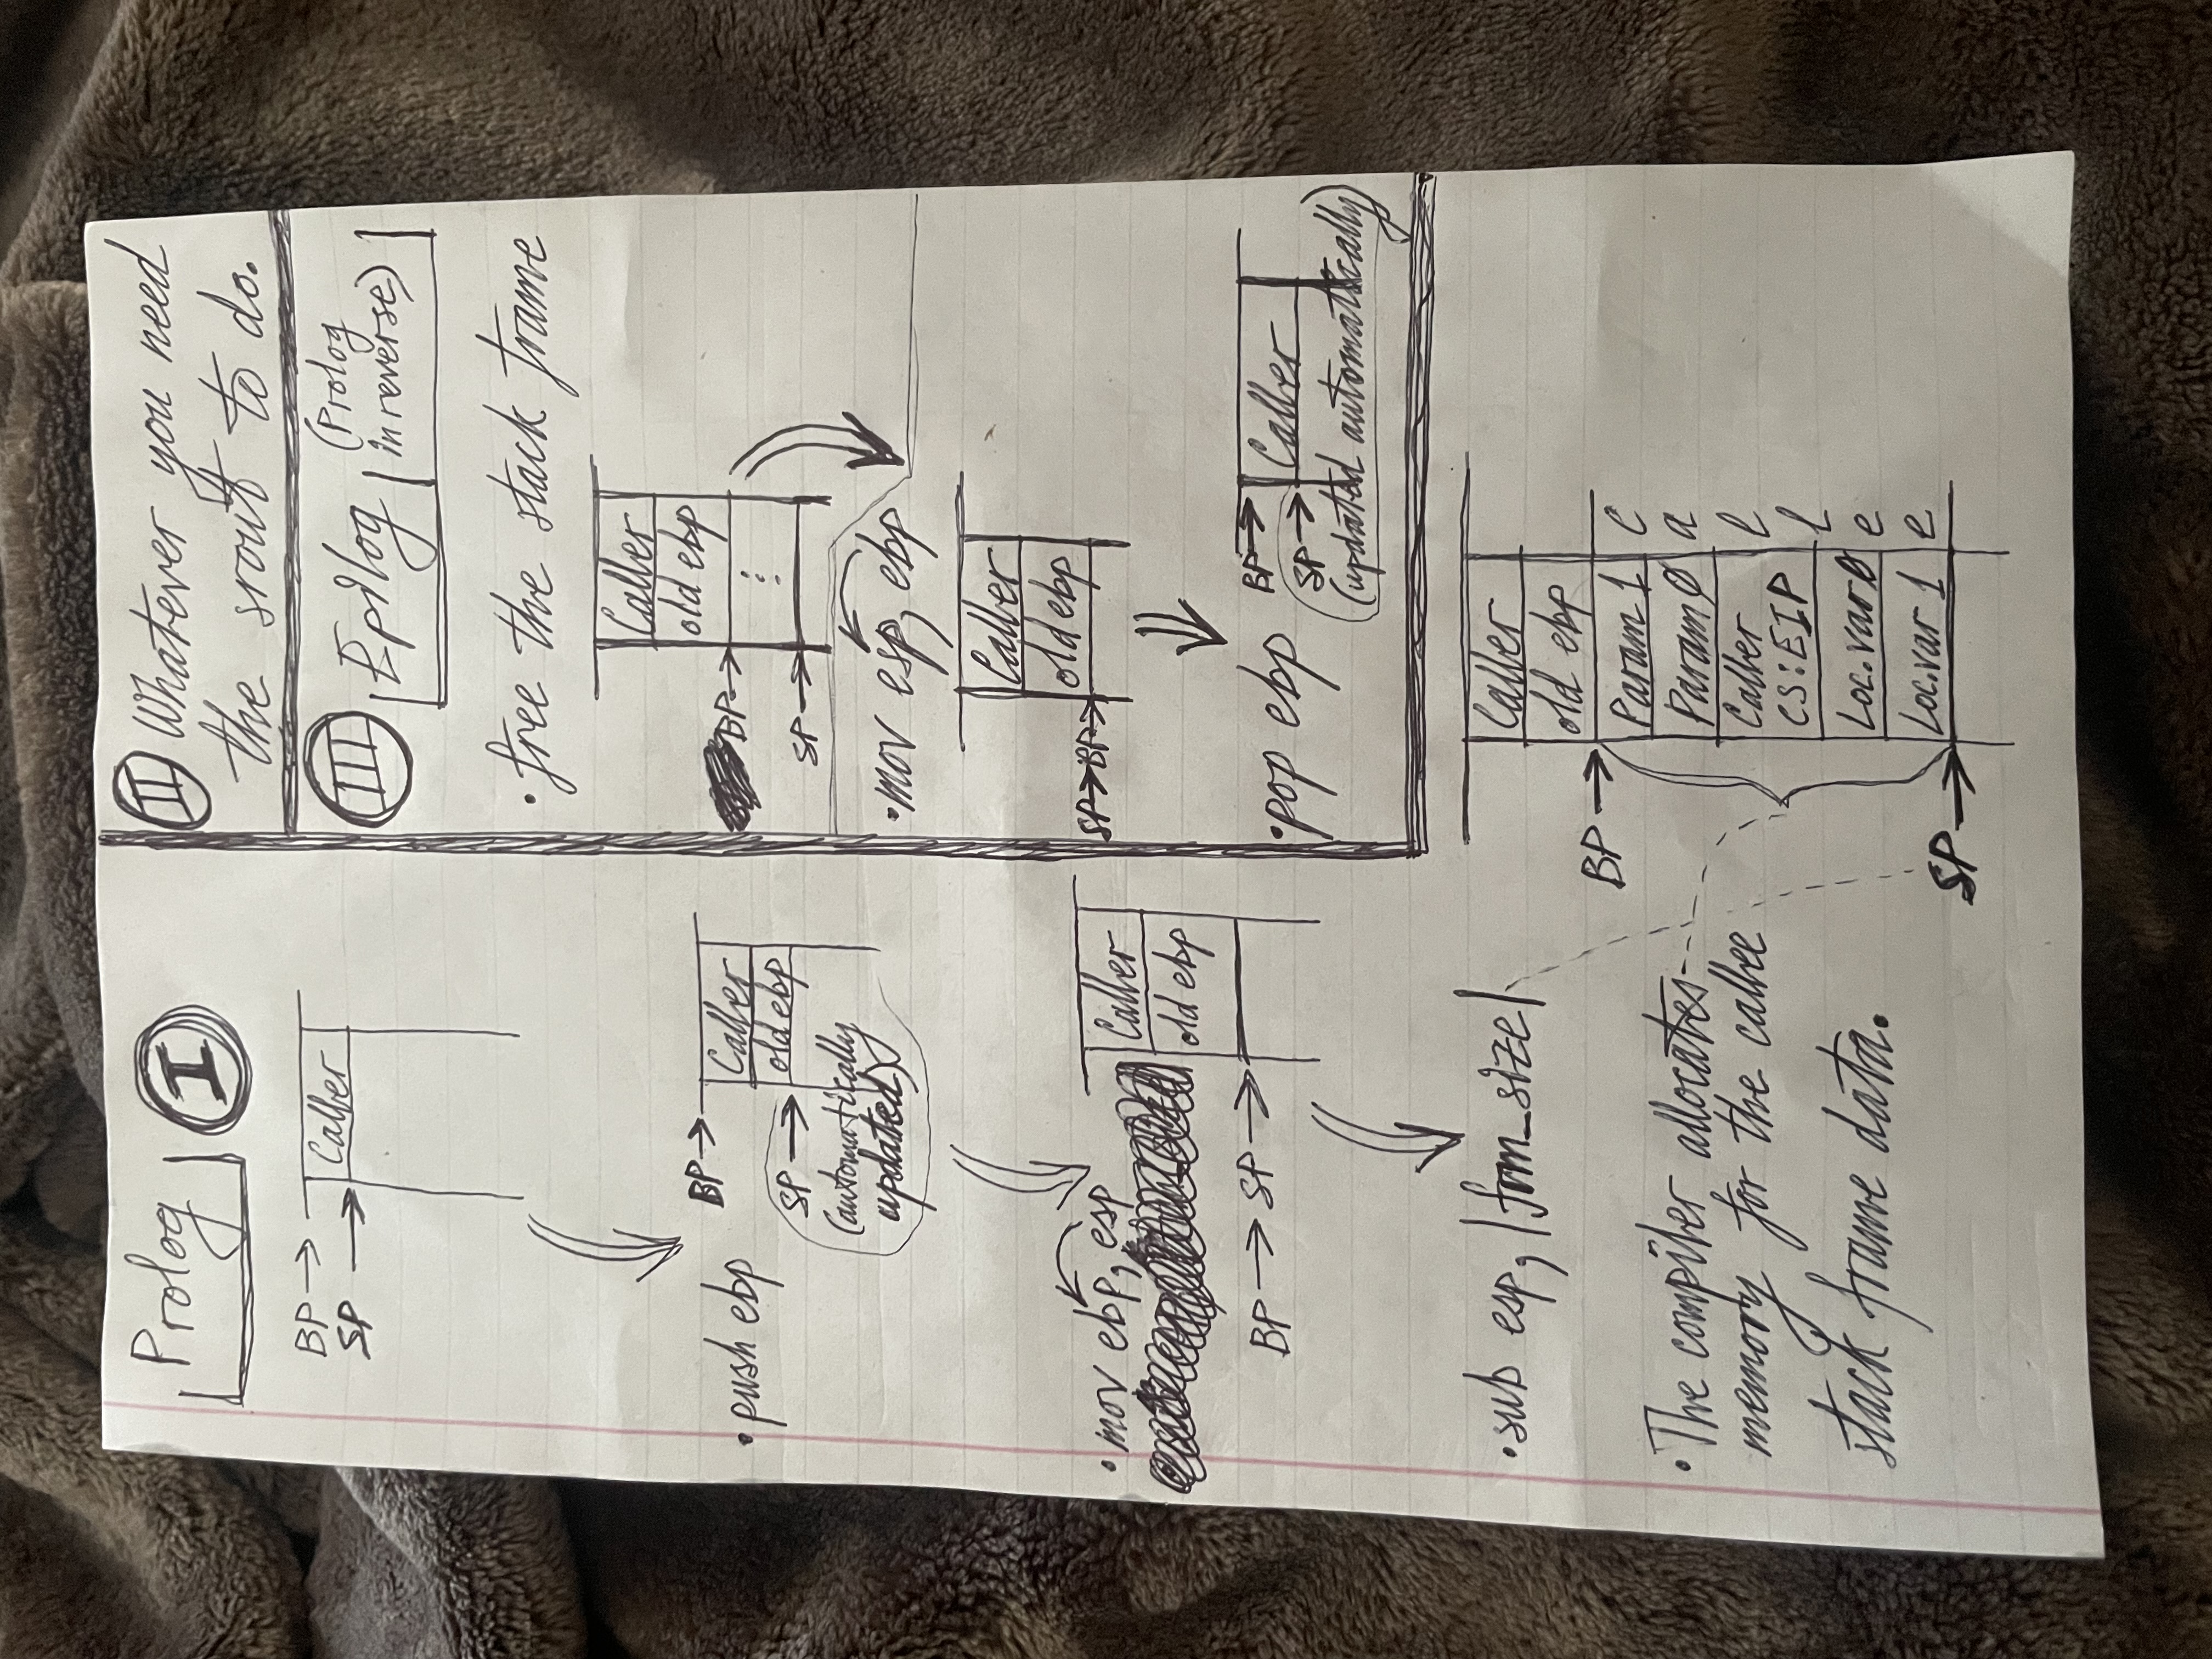 Prolog I
BP
SP
Caller
• push ebp
BP
Caller
old ebp
SP
(automatically
updated)
• mov ebp, esp
Caller
old ebp
BP SP
• sub esp, |frm_size|
• The compiler allocates
memory for the callee
stack frame data.
II Whatever you need
the srout to do.
III Epilog (Prolog
in reverse)
• free the stack frame
Caller
old ebp
BP
⋮
SP
• mov esp, ebp
Caller
old ebp
SP BP
• pop ebp
BP
Caller
SP
(updated automatically)
Caller
old ebp
BP
Param 1
Param 0
Caller
CS:EIP
Loc.var 0
Loc.var 1
SP
Callee